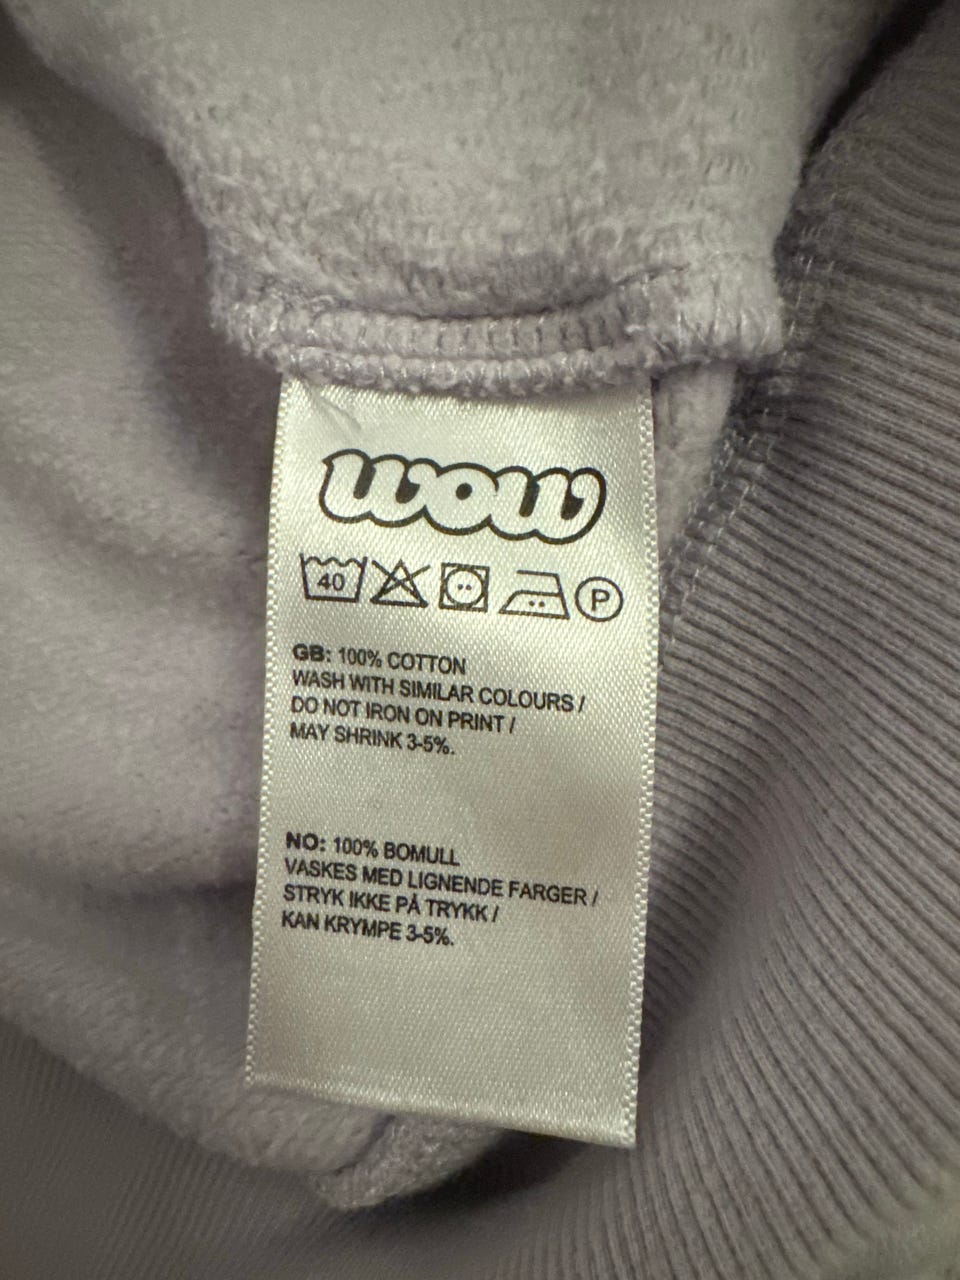 wow
40 P
GB: 100% COTTON
WASH WITH SIMILAR COLOURS /
DO NOT IRON ON PRINT /
MAY SHRINK 3-5%.
NO: 100% BOMULL
VASKES MED LIGNENDE FARGER /
STRYK IKKE PÅ TRYKK /
KAN KRYMPE 3-5%.